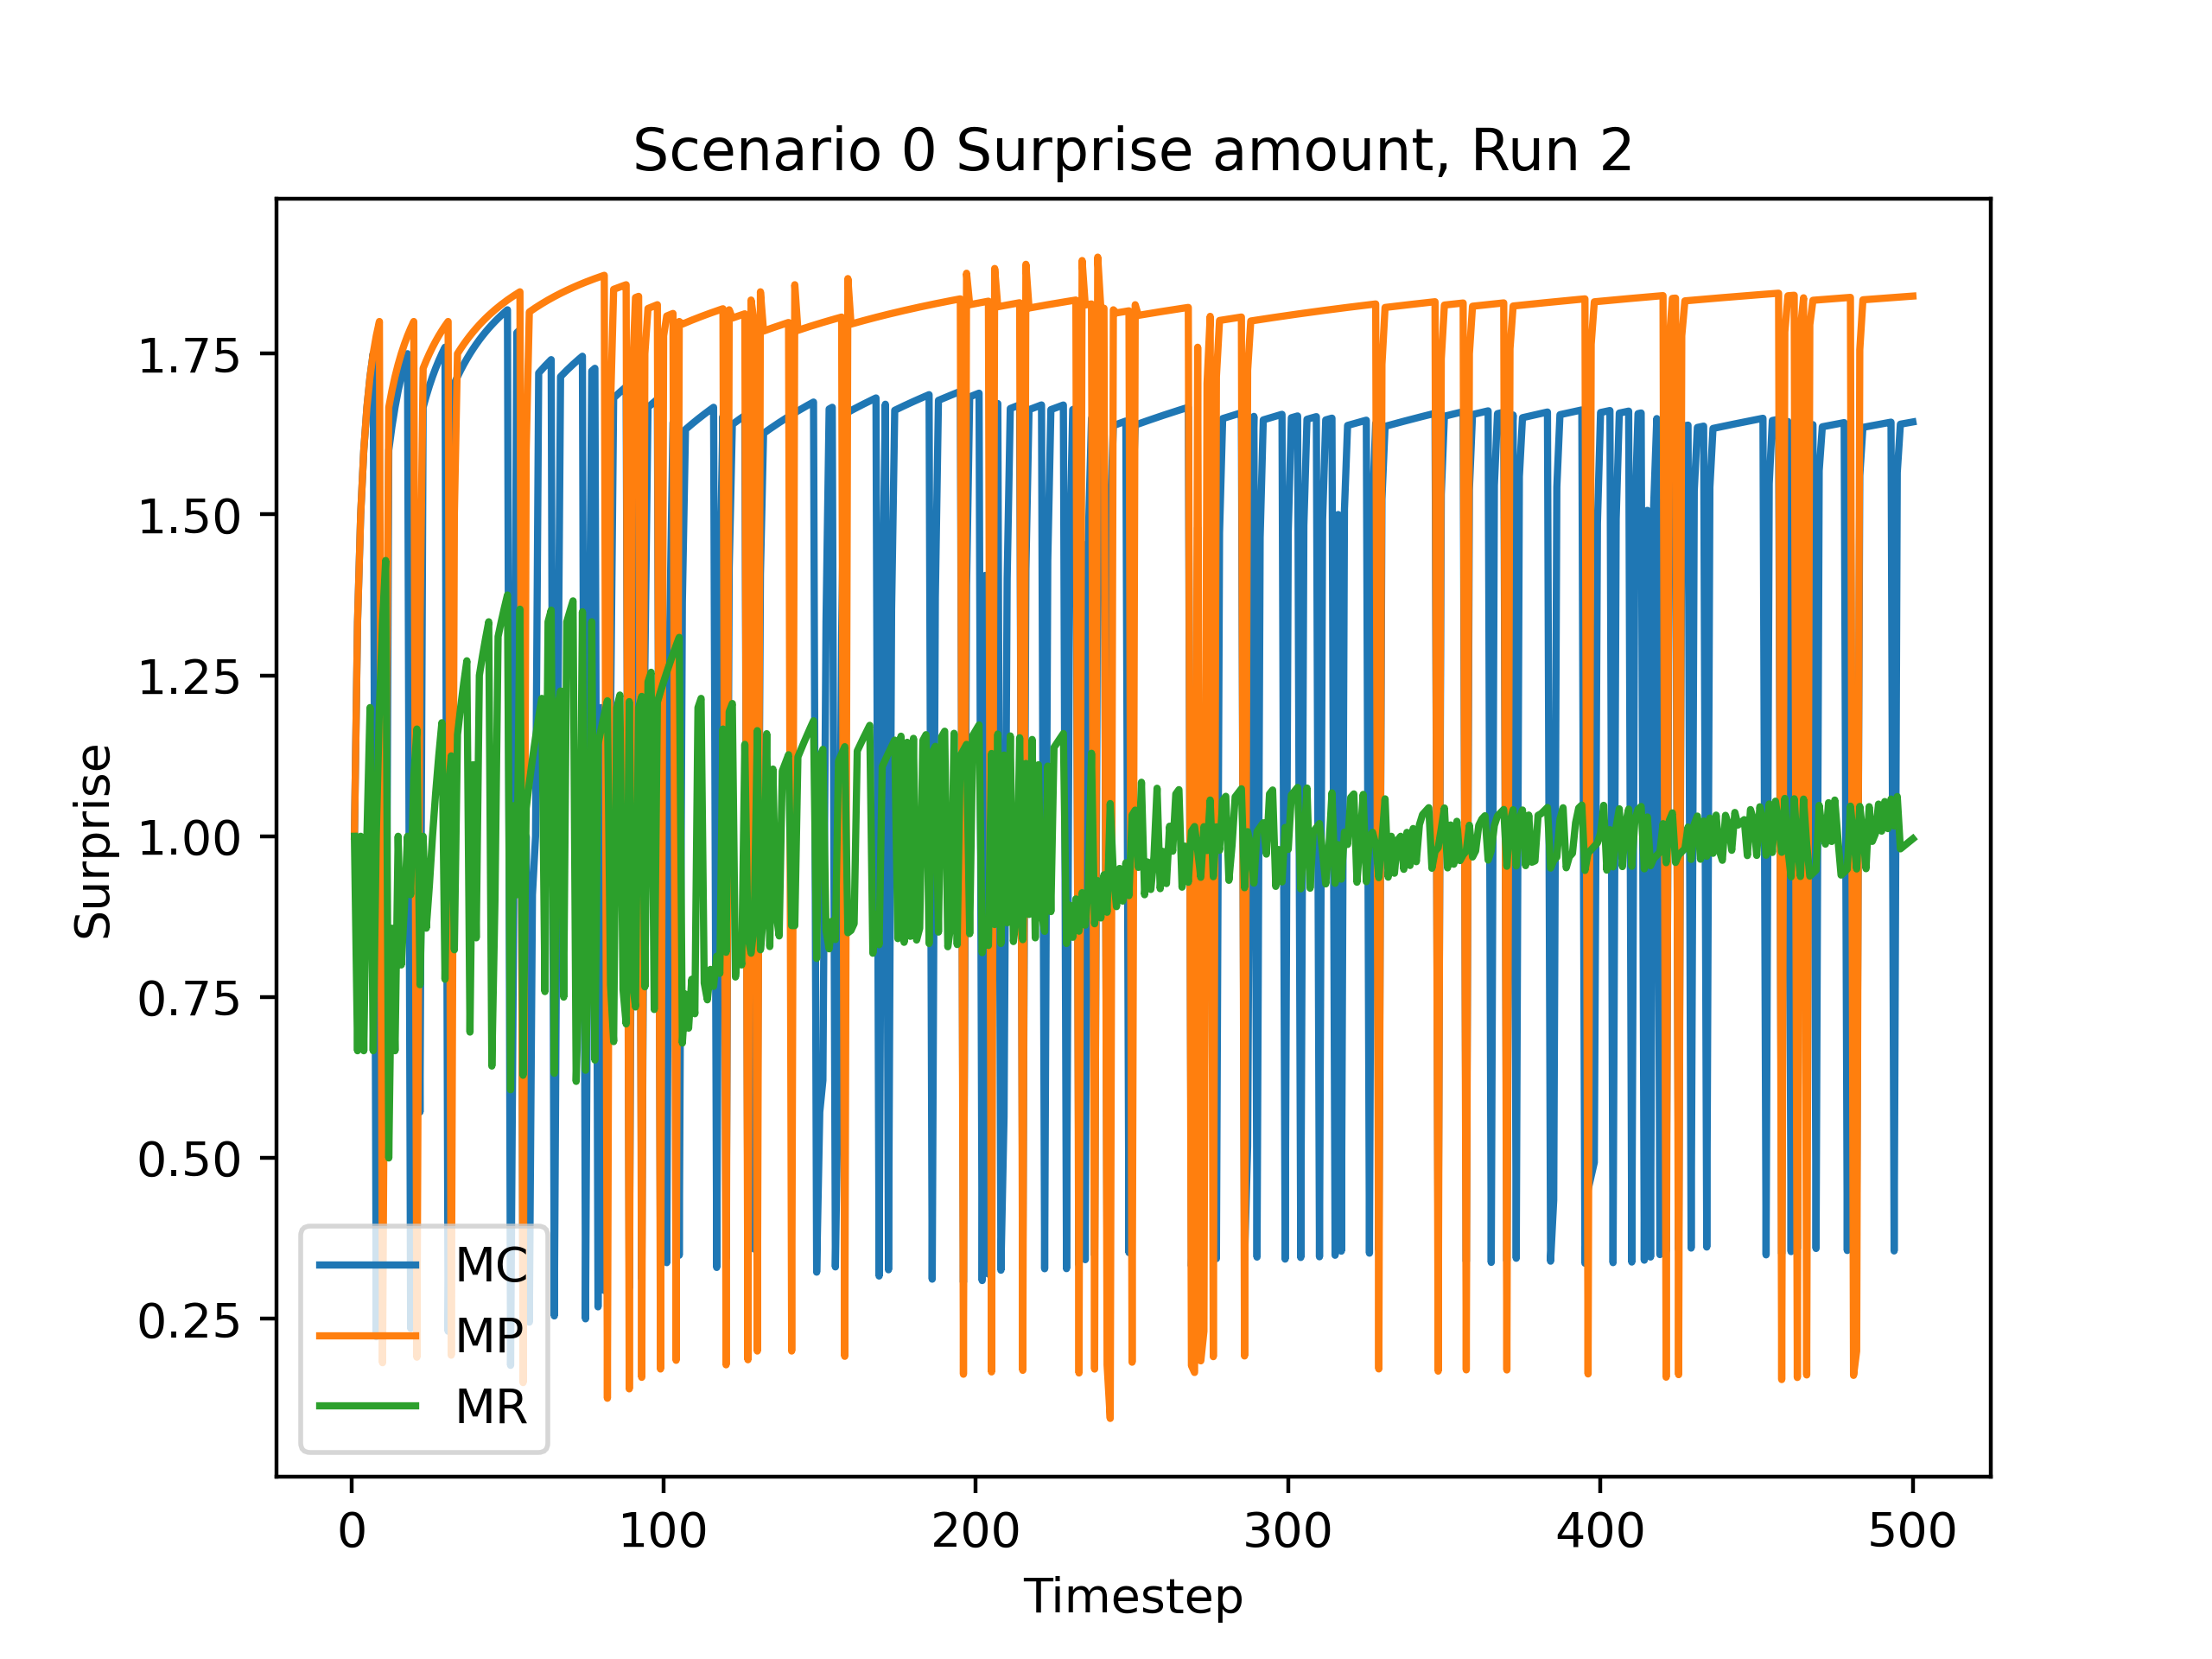 Scenario 0 Surprise amount, Run 2
Surprise
1.75
1.50
1.25
1.00
0.75
0.50
0.25
MC
MP
MR
0 100 200 300 400 500
Timestep